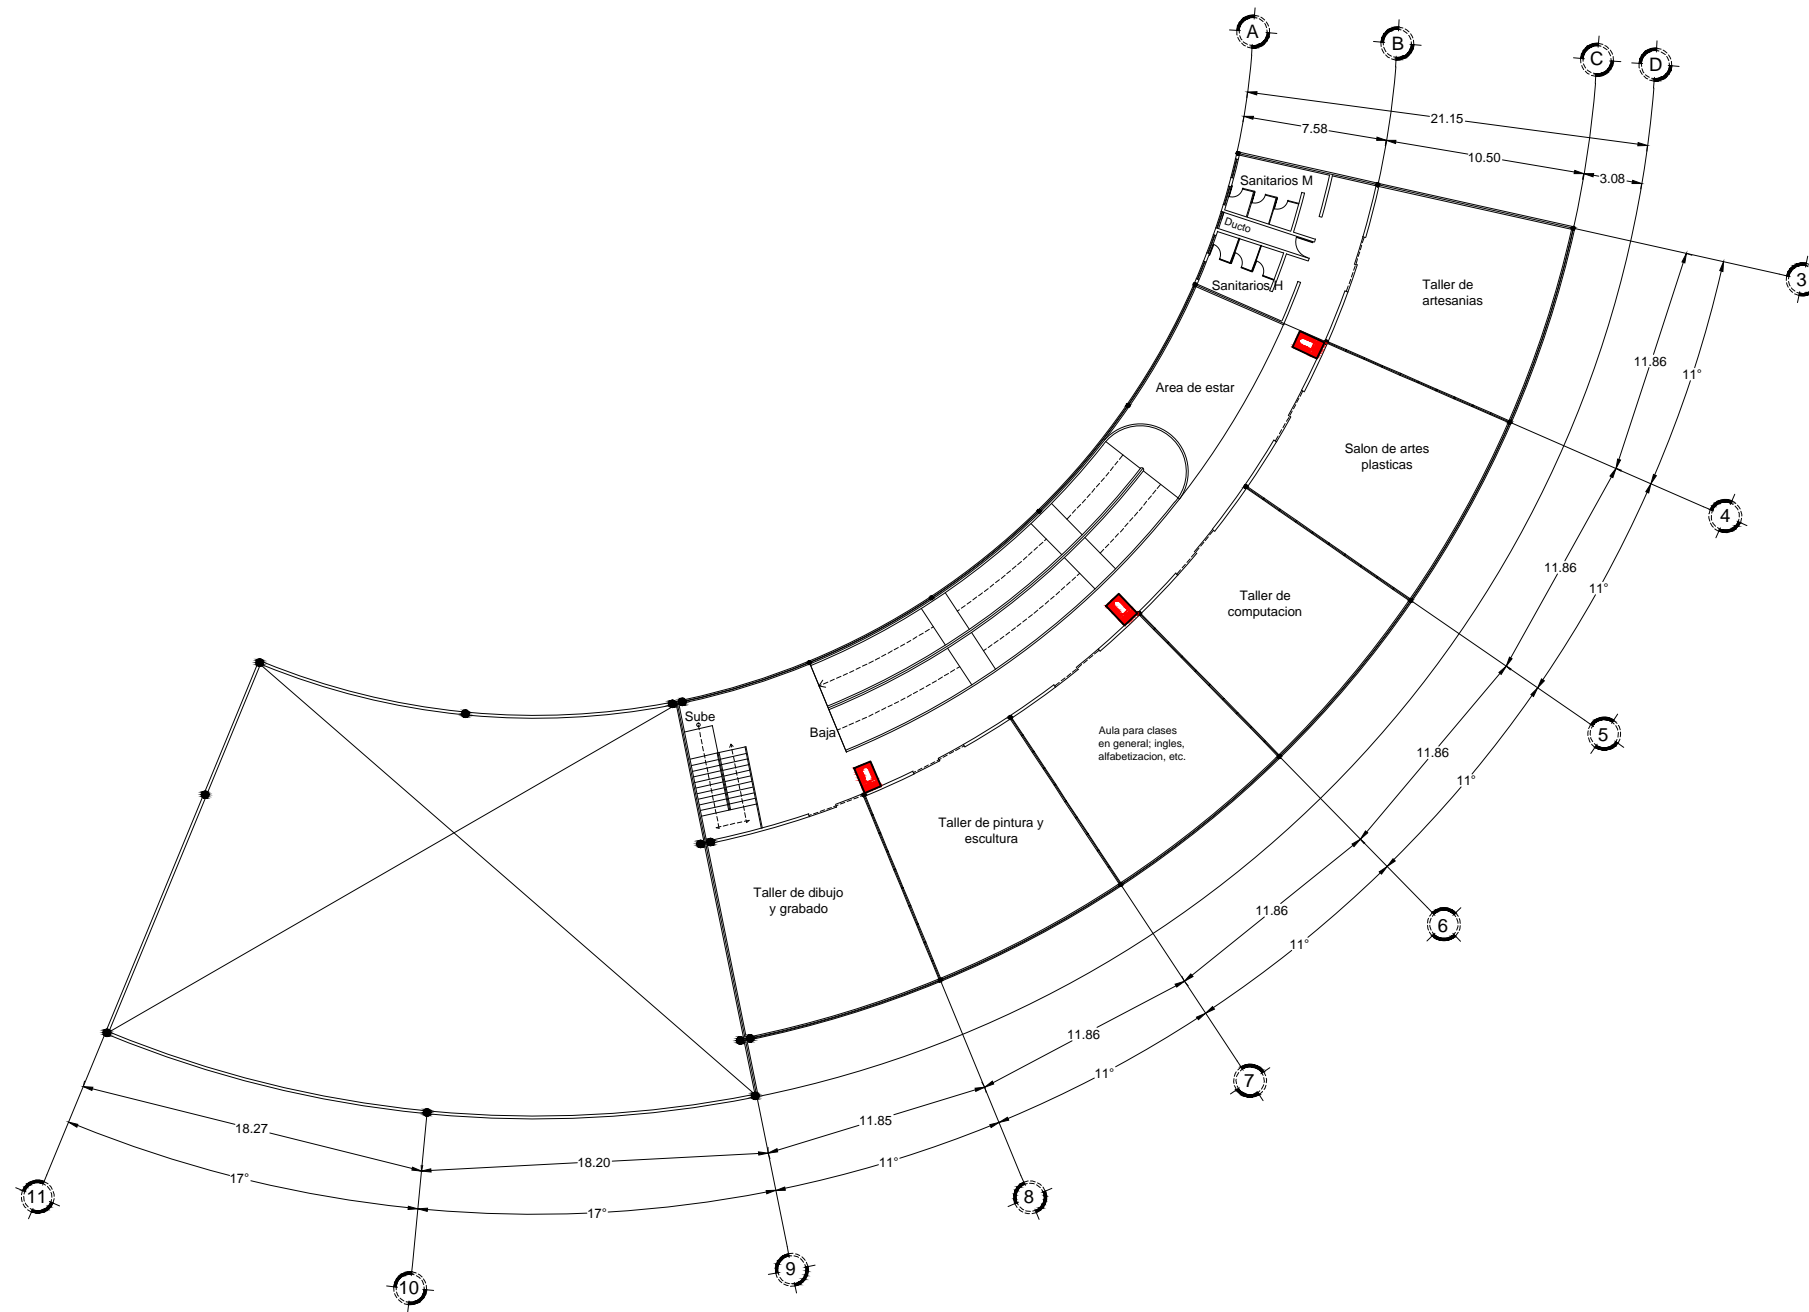 A
B
C
D
21.15
7.58
10.50
3.08
Sanitarios M
Ducto
Sanitarios H
3
Taller de
artesanias
11.86
11°
Area de estar
Salon de artes
plasticas
4
11.86
11°
Taller de
computacion
5
Sube
Baja
Aula para clases
en general; ingles,
alfabetizacion, etc.
11.86
11°
Taller de pintura y
escultura
Taller de dibujo
y grabado
6
11.86
11°
11.86
11°
7
11.85
11°
18.27
18.20
17°
17°
11
8
9
10